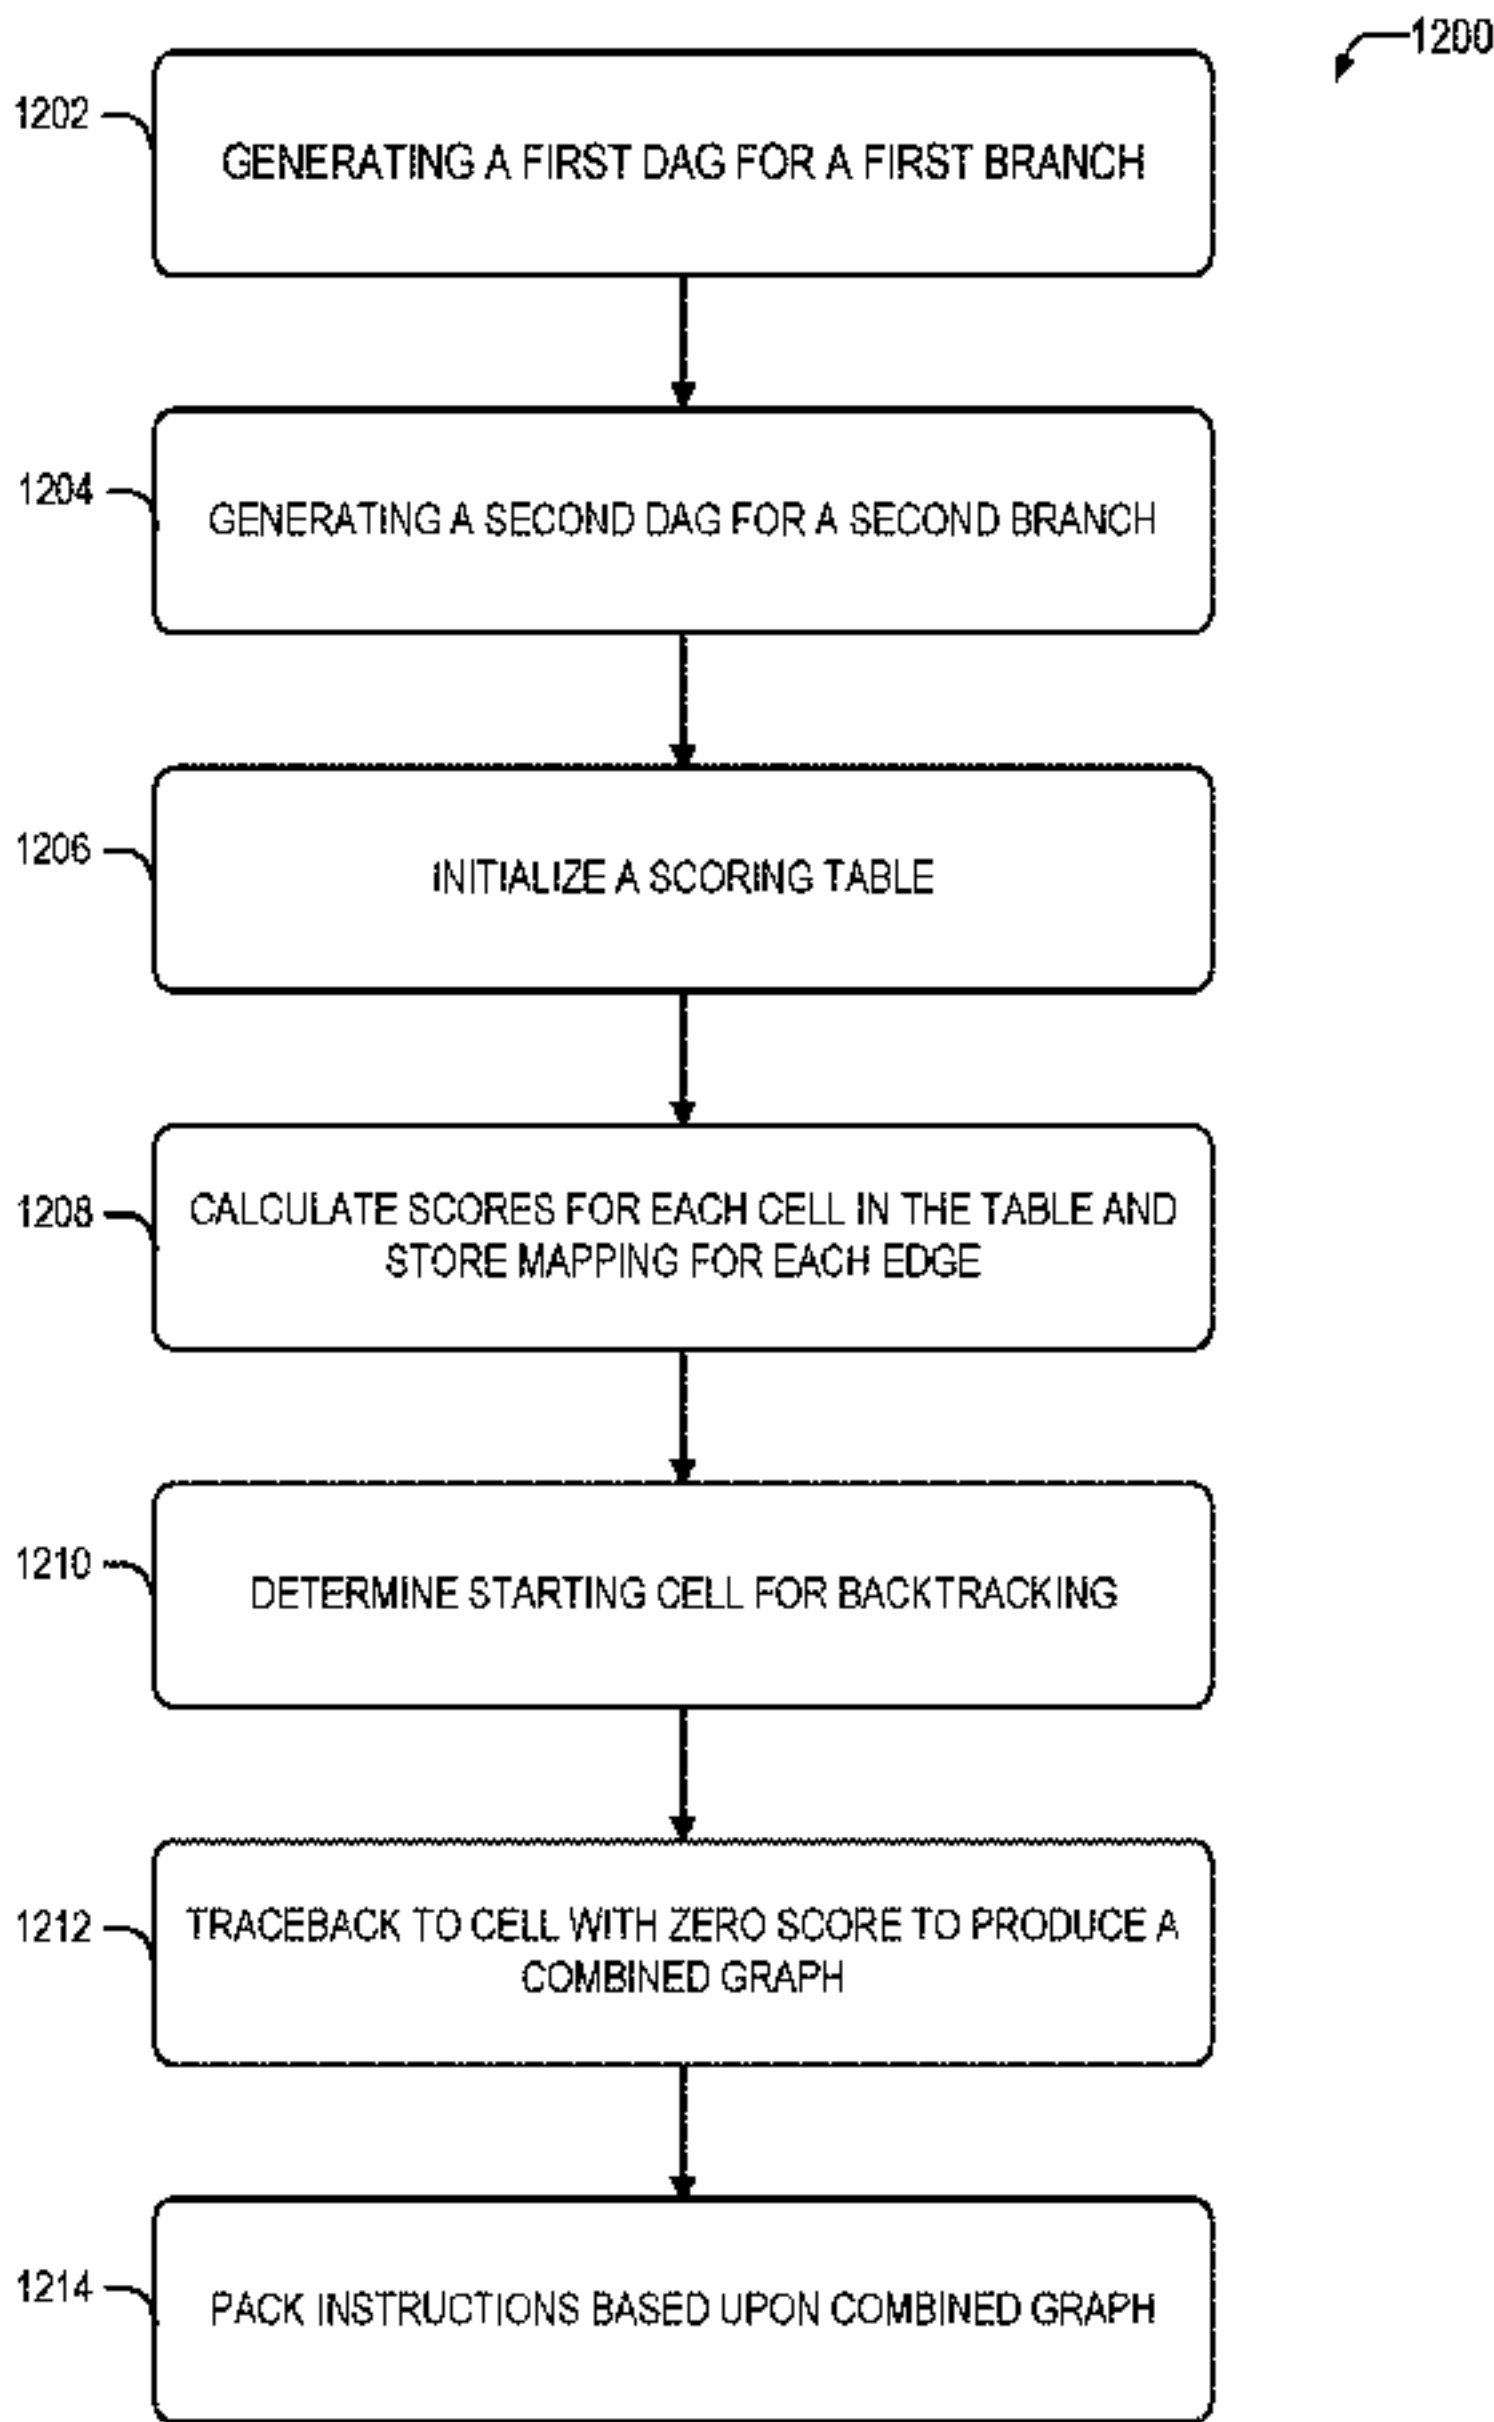 1200
1202
GENERATING A FIRST DAG FOR A FIRST BRANCH
1204
GENERATING A SECOND DAG FOR A SECOND BRANCH
1206
INITIALIZE A SCORING TABLE
1208
CALCULATE SCORES FOR EACH CELL IN THE TABLE AND
STORE MAPPING FOR EACH EDGE
1210
DETERMINE STARTING CELL FOR BACKTRACKING
1212
TRACEBACK TO CELL WITH ZERO SCORE TO PRODUCE A
COMBINED GRAPH
1214
PACK INSTRUCTIONS BASED UPON COMBINED GRAPH